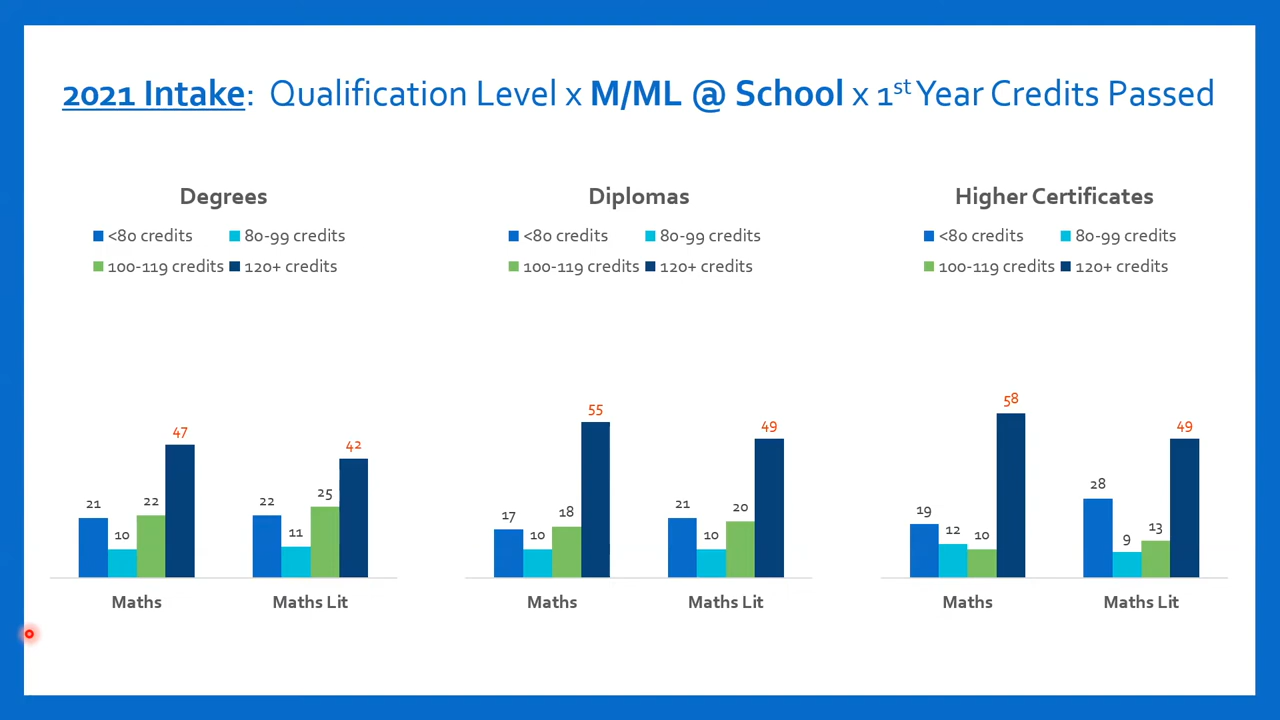 2021 Intake: Qualification Level x M/ML @ School x 1st Year Credits Passed
Degrees
<80 credits 80-99 credits
100-119 credits 120+ credits
47
42
21
10
22
22
11
25
Maths
Maths Lit
Diplomas
<80 credits 80-99 credits
100-119 credits 120+ credits
55
49
17
10
18
21
10
20
Maths
Maths Lit
Higher Certificates
<80 credits 80-99 credits
100-119 credits 120+ credits
58
49
19
12
10
28
9
13
Maths
Maths Lit